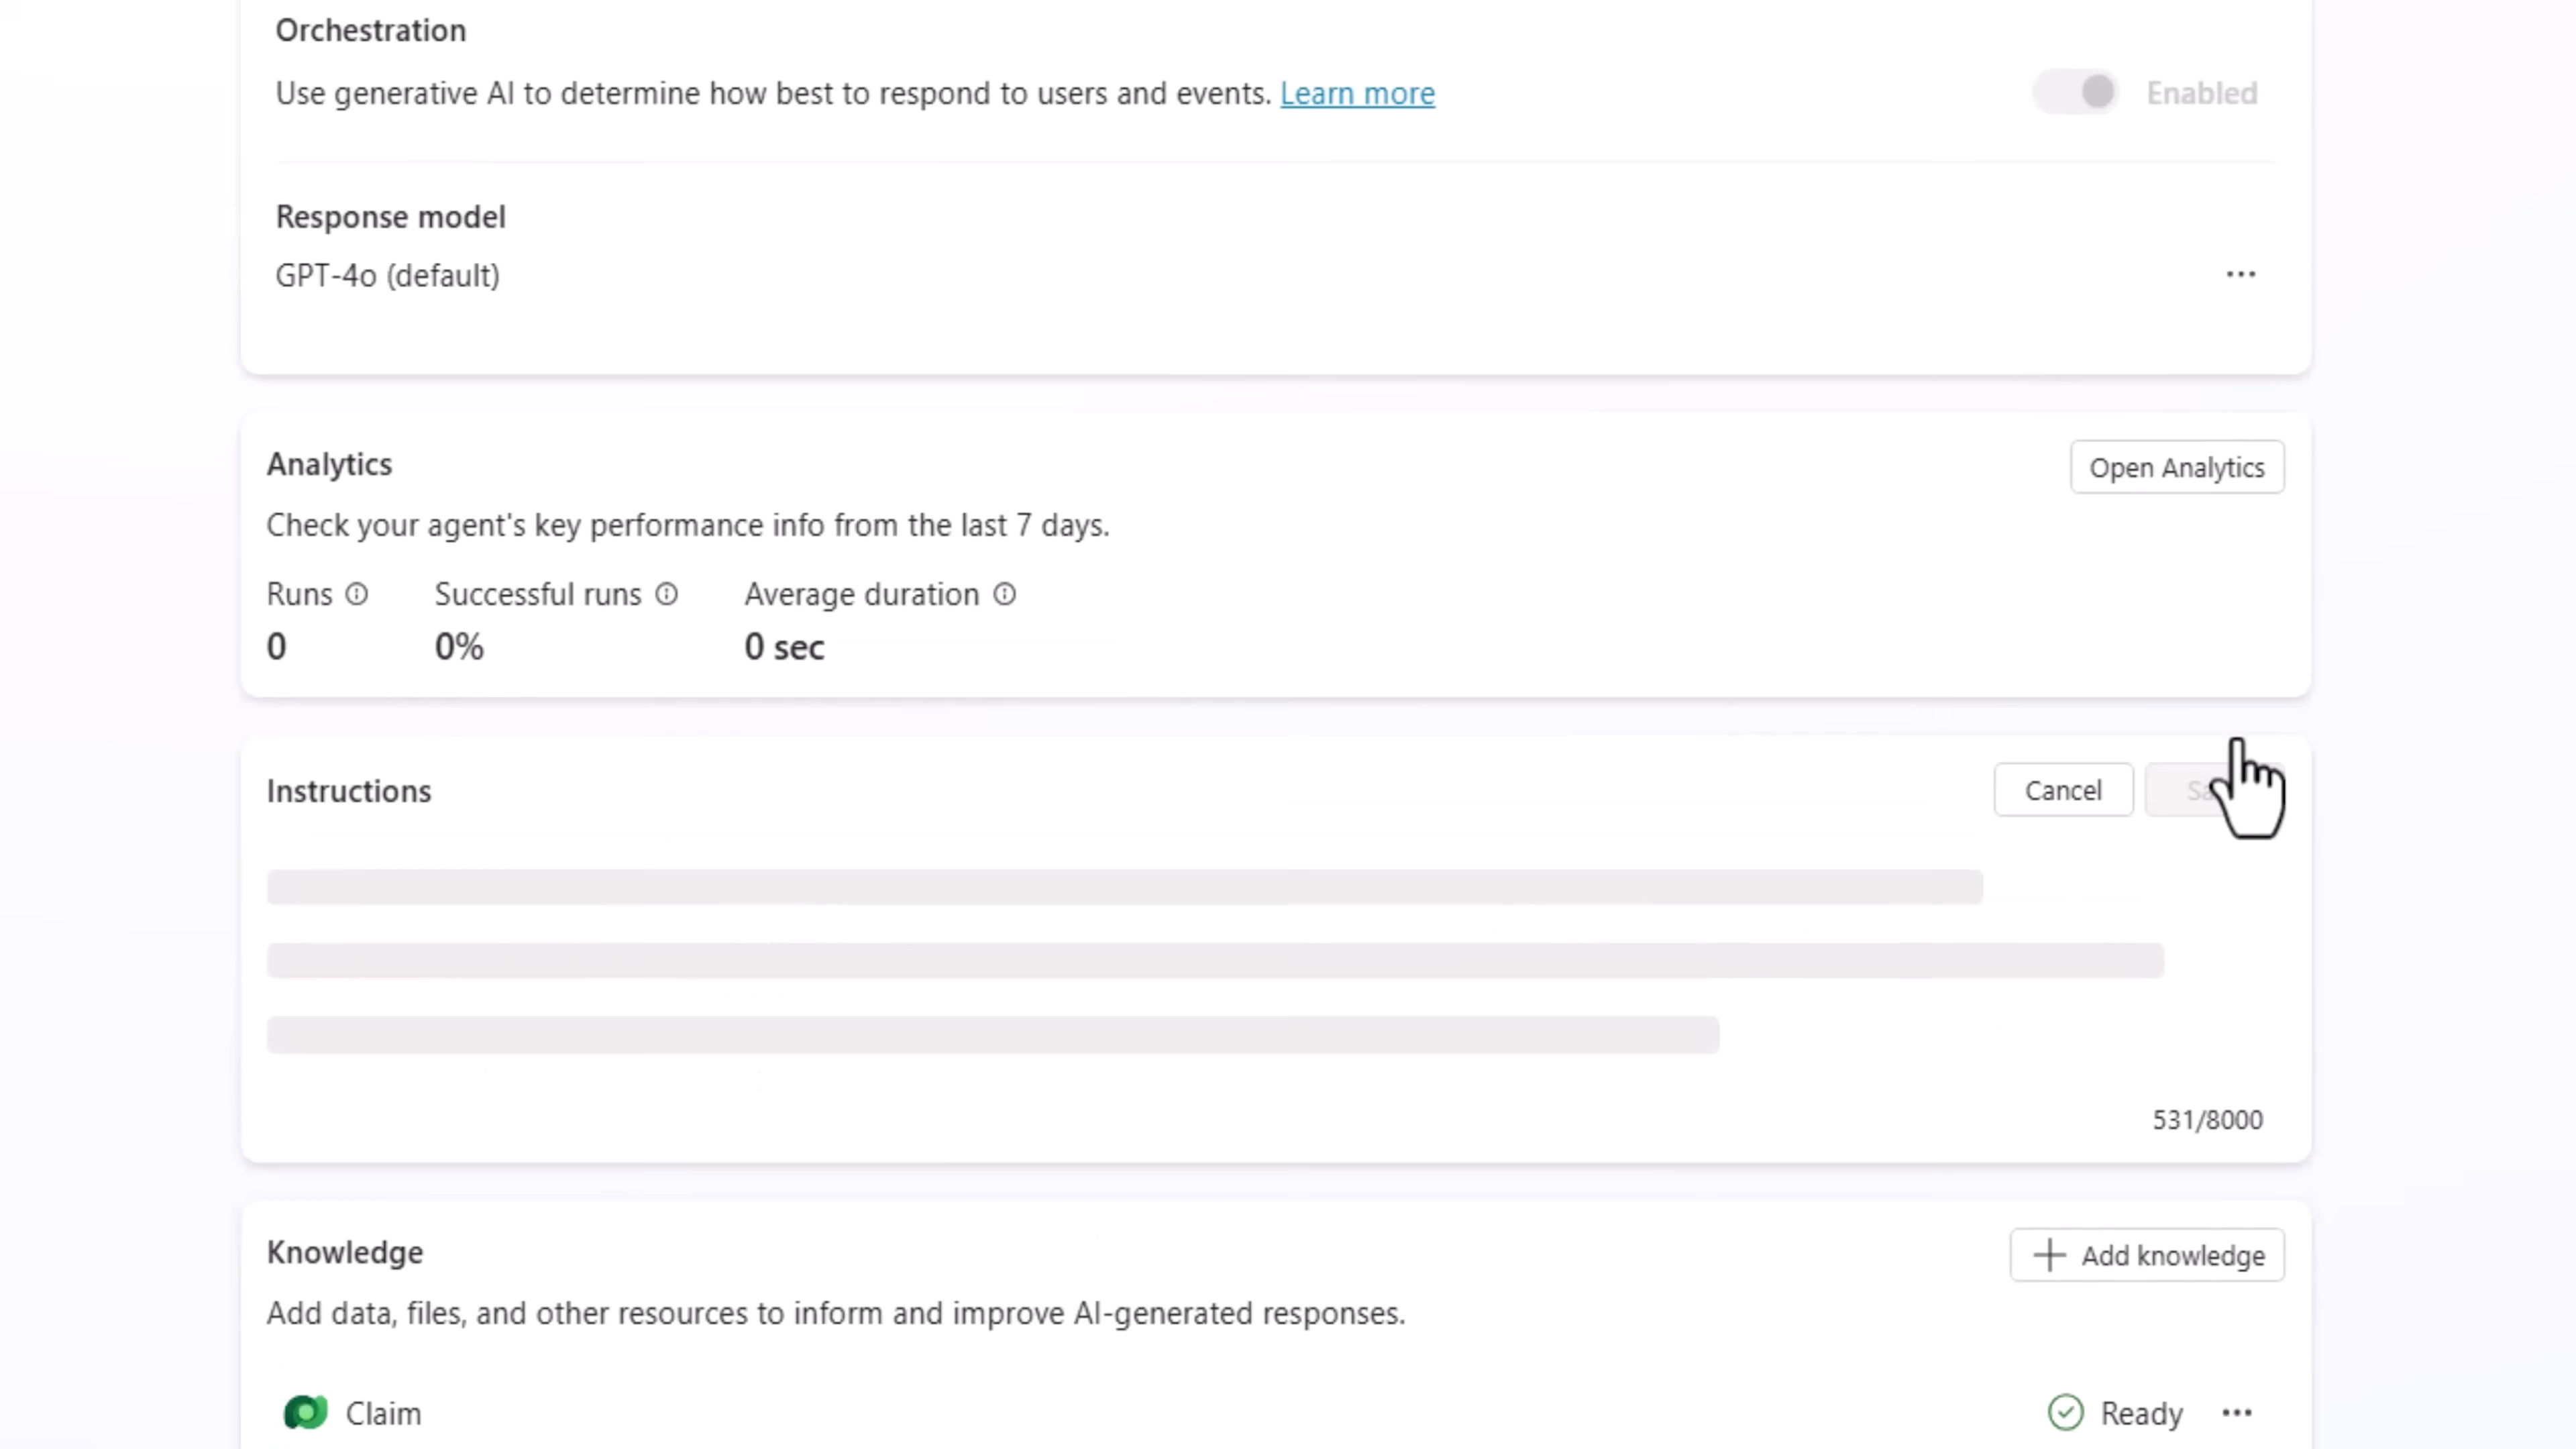 Orchestration
Use generative AI to determine how best to respond to users and events. Learn more
Enabled
Response model
GPT-4o (default)
Analytics
Open Analytics
Check your agent's key performance info from the last 7 days.
Runs Successful runs Average duration
0 0% 0 sec
Instructions
Cancel
531/8000
Knowledge
Add knowledge
Add data, files, and other resources to inform and improve AI-generated responses.
Claim
Ready